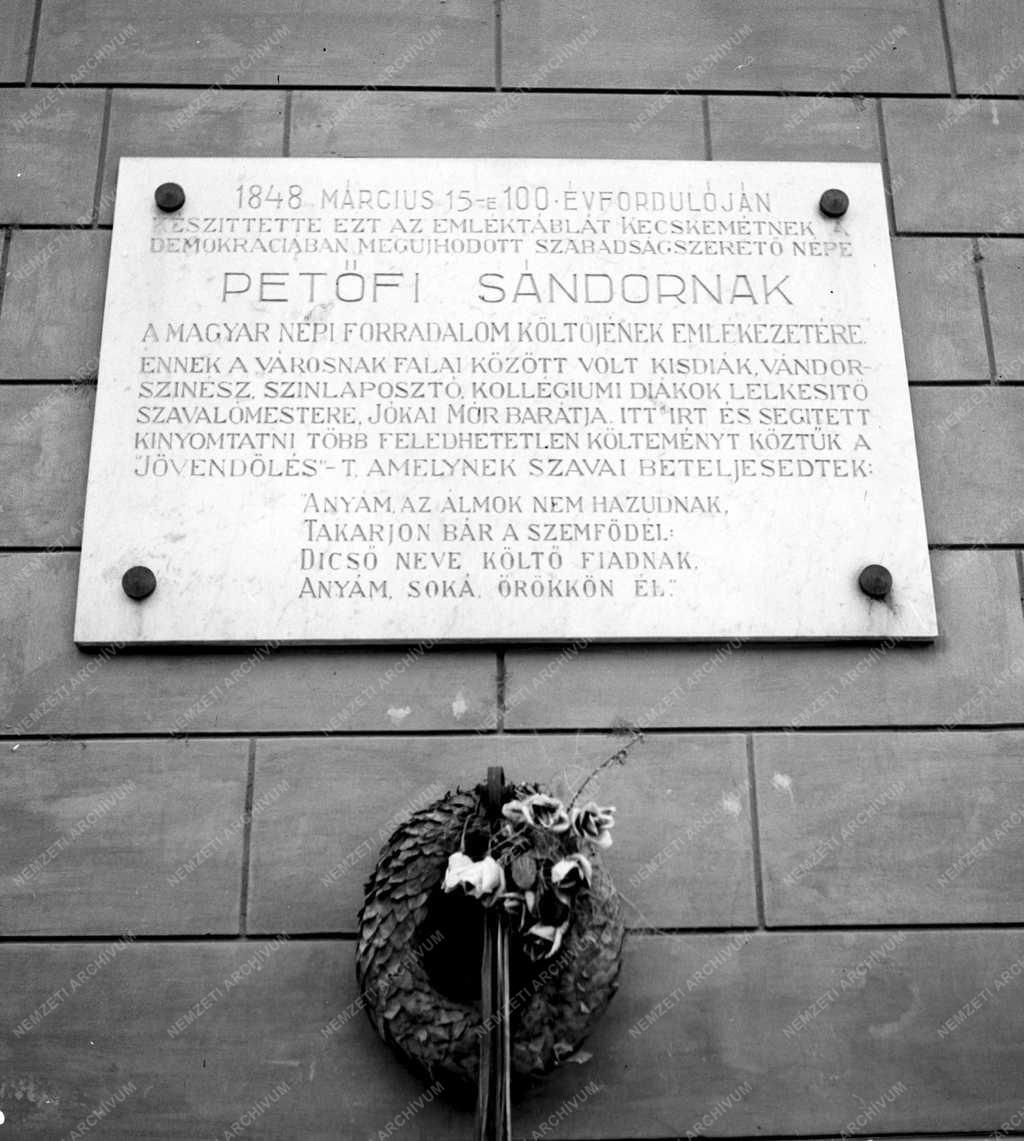 1848 MÁRCIUS 15-E 100. ÉVFORDULÓJÁN
KÉSZITTETTE EZT AZ EMLÉKTÁBLÁT KECSKEMÉTNEK A
DEMOKRÁCIÁBAN MEGUJHODOTT SZABADSÁGSZERETŐ NÉPE
PETŐFI SÁNDORNAK
A MAGYAR NÉPI FORRADALOM KÖLTŐJÉNEK EMLÉKEZETÉRE.
ENNEK A VÁROSNAK FALAI KÖZÖTT VOLT KISDIÁK, VÁNDOR-
SZINÉSZ, SZINLAPOSZTÓ, KOLLÉGIUMI DIÁKOK LELKESITŐ
SZAVALÓMESTERE, JÓKAI MÓR BARÁTJA. ITT IRT ÉS SEGITETT
KINYOMTATNI TÖBB FELEDHETETLEN KÖLTEMÉNYT KÖZTÜK A
"JÖVENDÖLÉS"-T, AMELYNEK SZAVAI BETELJESEDTEK:
"ANYÁM, AZ ÁLMOK NEM HAZUDNAK,
TAKARJON BÁR A SZEMFÖDÉL:
DICSŐ NEVE KÖLTŐ FIADNAK,
ANYÁM, SOKÁ, ÖRÖKKÖN ÉL."
NEMZETI ARCHÍVUM